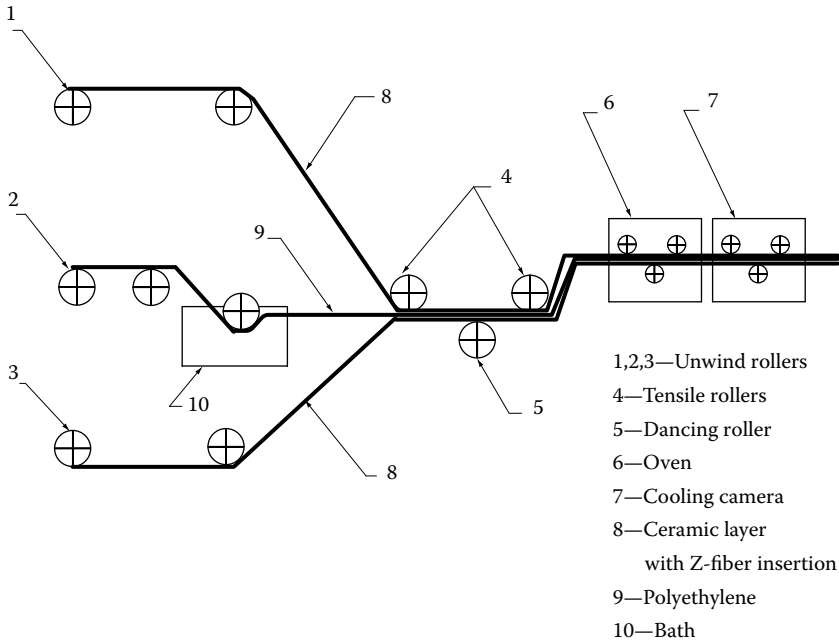 1
8
6
7
2
4
9
3
10
5
8
1,2,3—Unwind rollers
4—Tensile rollers
5—Dancing roller
6—Oven
7—Cooling camera
8—Ceramic layer
with Z-fiber insertion
9—Polyethylene
10—Bath